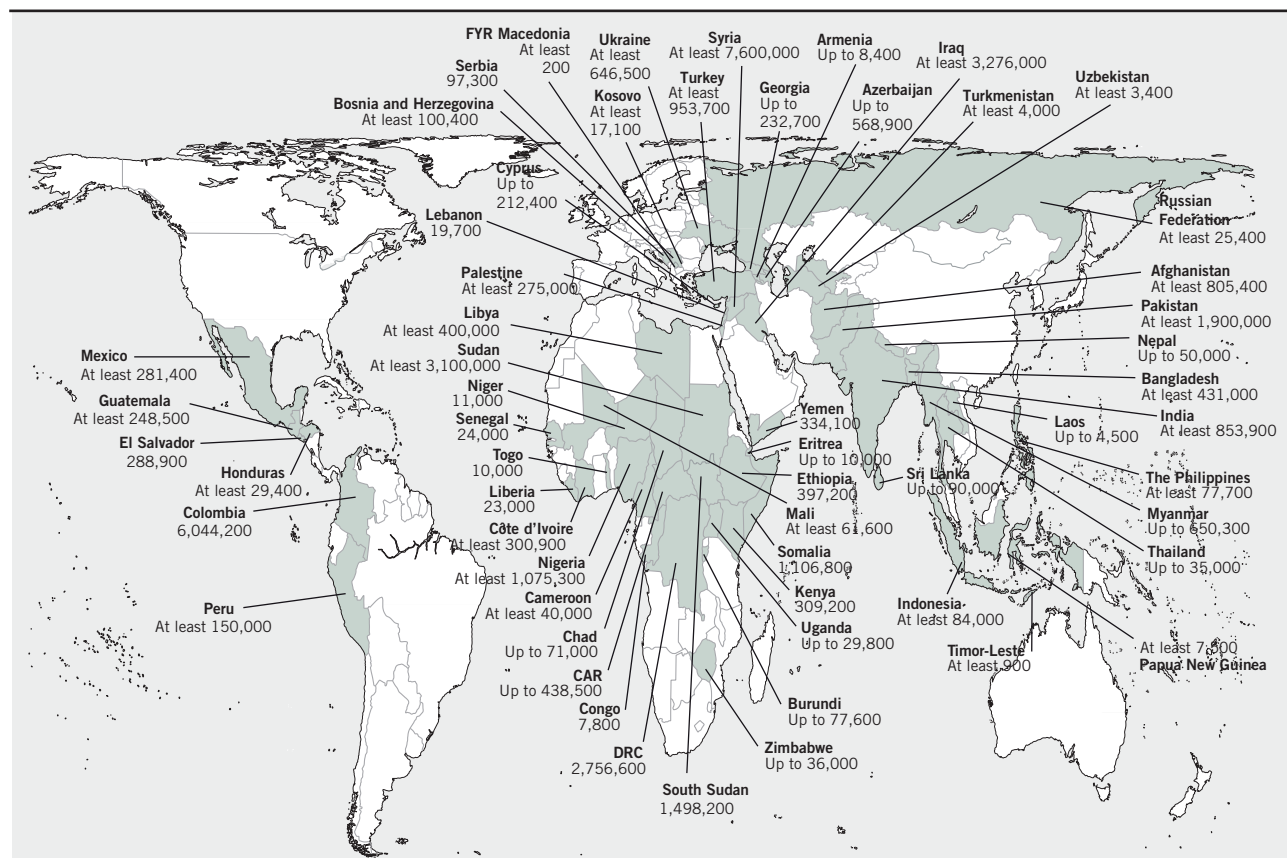 FYR Macedonia
At least
200
Ukraine
At least
646,500
Syria
At least 7,600,000
Armenia
Up to 8,400
Iraq
At least 3,276,000
Serbia
97,300
Kosovo
At least
17,100
Turkey
At least
953,700
Georgia
Up to
232,700
Azerbaijan
Up to
568,900
Turkmenistan
At least 4,000
Uzbekistan
At least 3,400
Bosnia and Herzegovina
At least 100,400
Cyprus
Up to
212,400
Lebanon
19,700
Palestine
At least 275,000
Libya
At least 400,000
Sudan
At least 3,100,000
Niger
11,000
Senegal
24,000
Togo
10,000
Liberia
23,000
Côte d'Ivoire
At least 300,900
Nigeria
At least 1,075,300
Cameroon
At least 40,000
Chad
Up to 71,000
CAR
Up to 438,500
Congo
7,800
DRC
2,756,600
South Sudan
1,498,200
Mexico
At least 281,400
Guatemala
At least 248,500
El Salvador
288,900
Honduras
At least 29,400
Colombia
6,044,200
Peru
At least 150,000
Russian
Federation
At least 25,400
Afghanistan
At least 805,400
Pakistan
At least 1,900,000
Nepal
Up to 50,000
Bangladesh
At least 431,000
India
At least 853,900
Laos
Up to 4,500
The Philippines
At least 77,700
Myanmar
Up to 650,300
Thailand
Up to 35,000
Yemen
334,100
Eritrea
Up to 10,000
Ethiopia
397,200
Sri Lanka
Up to 90,000
Mali
At least 61,600
Somalia
1,106,800
Kenya
309,200
Uganda
Up to 29,800
Burundi
Up to 77,600
Zimbabwe
Up to 36,000
Indonesia
At least 84,000
Timor-Leste
At least 900
At least 7,500
Papua New Guinea